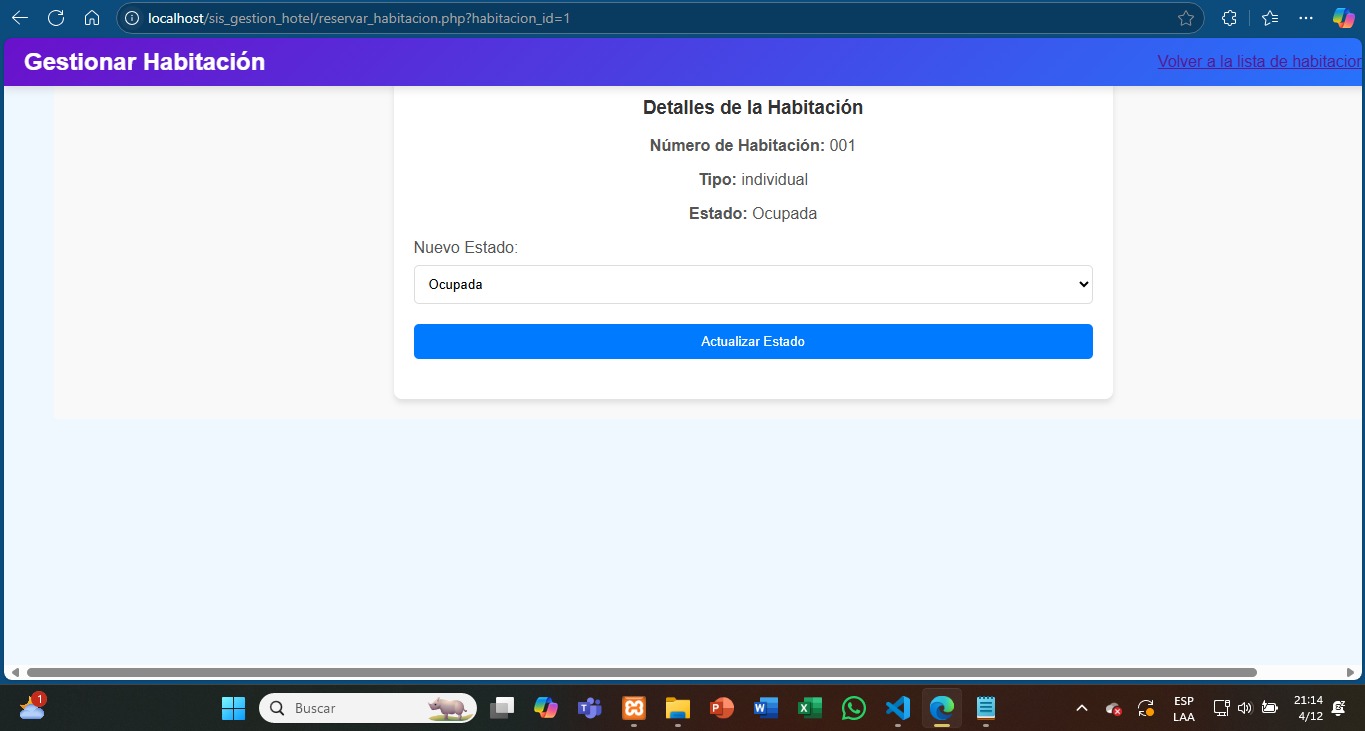 localhost/sis_gestion_hotel/reservar_habitacion.php?habitacion_id=1
Gestionar Habitación
Volver a la lista de habitacion
Detalles de la Habitación
Número de Habitación: 001
Tipo: individual
Estado: Ocupada
Nuevo Estado:
Ocupada
Actualizar Estado
1
Buscar
ESP
LAA
21:14
4/12